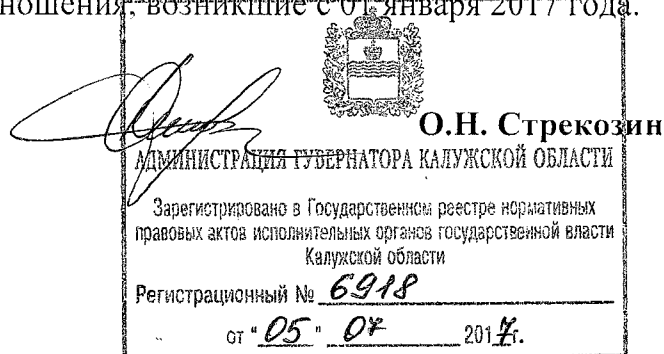 ношения, возникшие с 01 января 2017 года.
О.Н. Стрекозин
АДМИНИСТРАЦИЯ ГУБЕРНАТОРА КАЛУЖСКОЙ ОБЛАСТИ
Зарегистрировано в Государственном реестре нормативных
правовых актов исполнительных органов государственной власти
Калужской области
Регистрационный № 6918
от "05" 07 2017г.